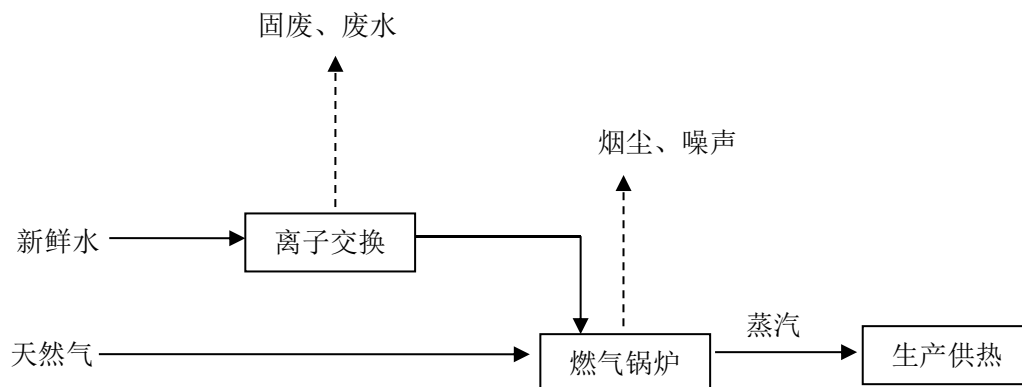 固废、废水
烟尘、噪声
新鲜水
离子交换
蒸汽
天然气
燃气锅炉
生产供热